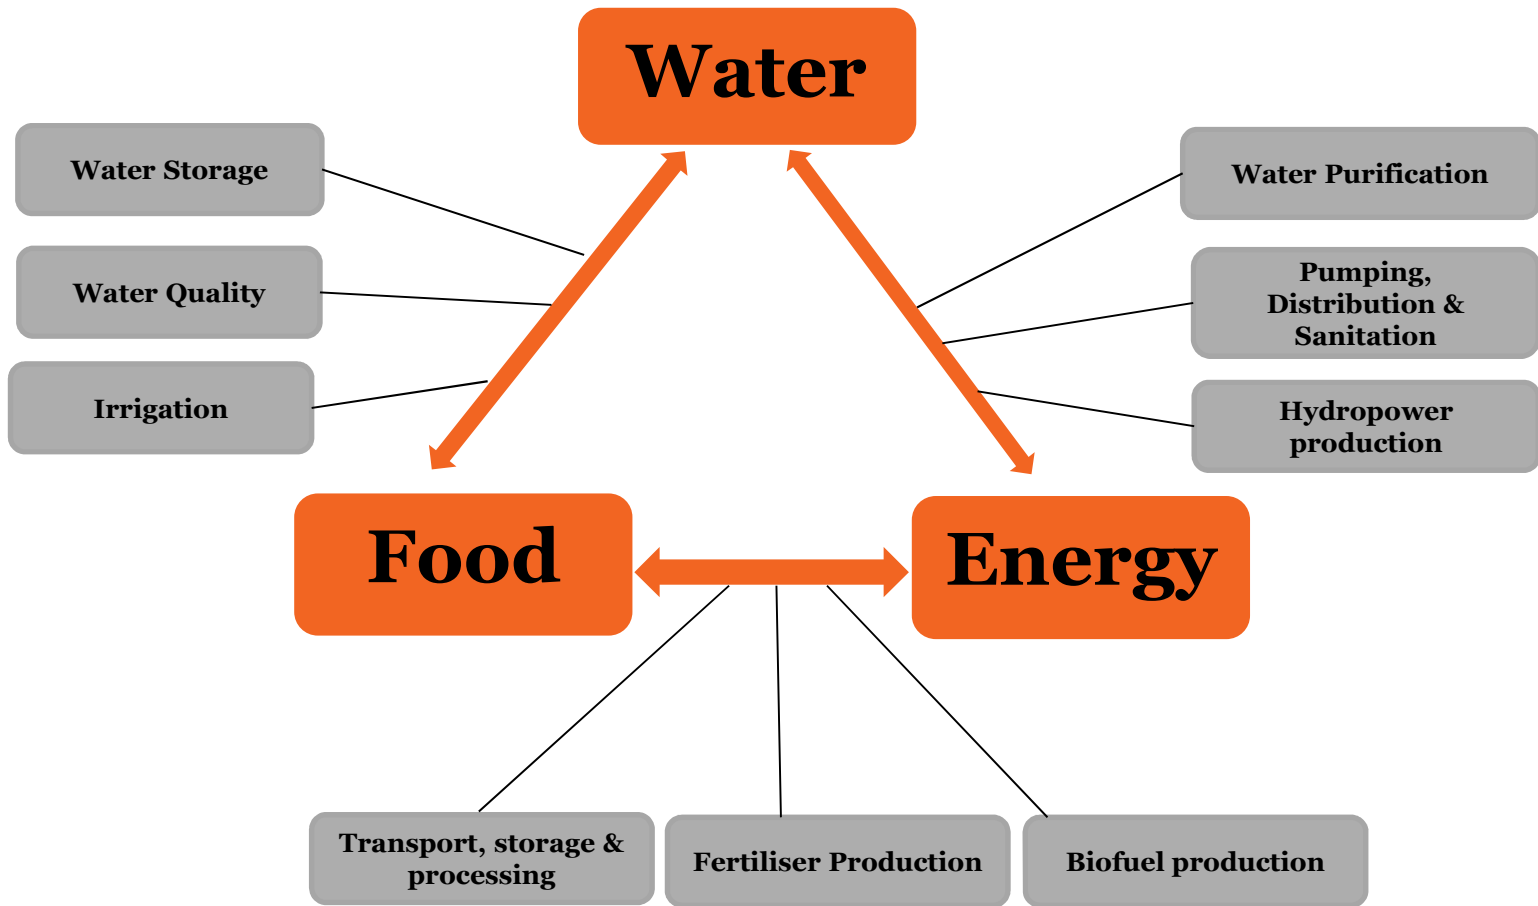 Water
Water Storage
Water Purification
Water Quality
Pumping,
Distribution &
Sanitation
Irrigation
Hydropower
production
Food
Energy
Transport, storage &
processing
Fertiliser Production
Biofuel production